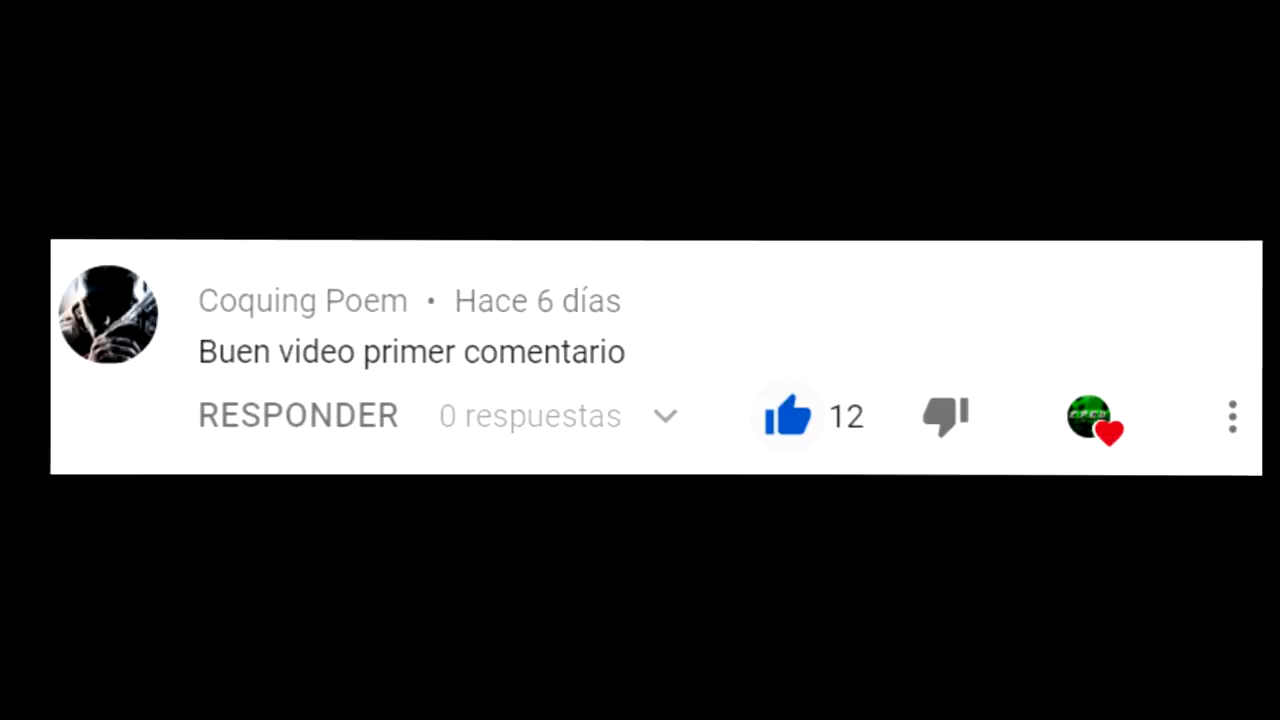 Coquing Poem • Hace 6 días
Buen video primer comentario
RESPONDER 0 respuestas 12